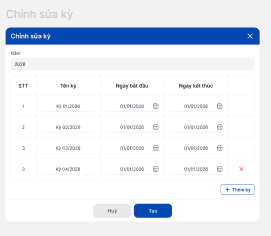 Chỉnh sửa kỳ
Chỉnh sửa kỳ
Năm
2026
STT Tên kỳ Ngày bắt đầu Ngày kết thúc
1 Kỳ 01/2026 01/01/2026 01/01/2026
2 Kỳ 02/2026 01/01/2026 01/01/2026
3 Kỳ 03/2026 01/01/2026 01/01/2026
3 Kỳ 04/2026 01/01/2026 01/01/2026
+ Thêm kỳ
Huỷ Tạo